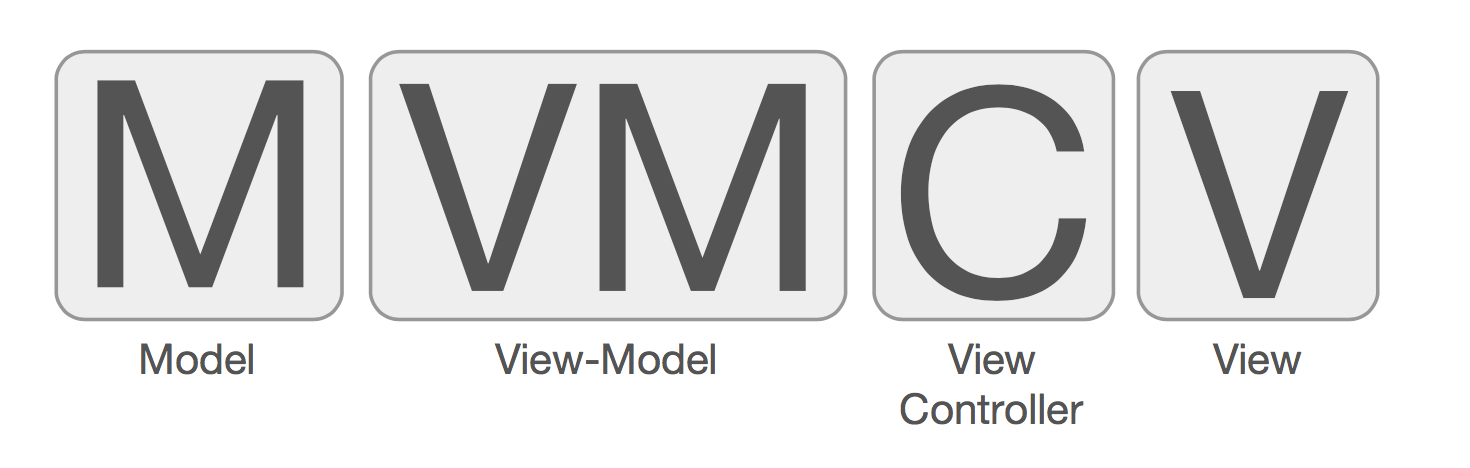 M VM C V
Model View-Model View View
Controller